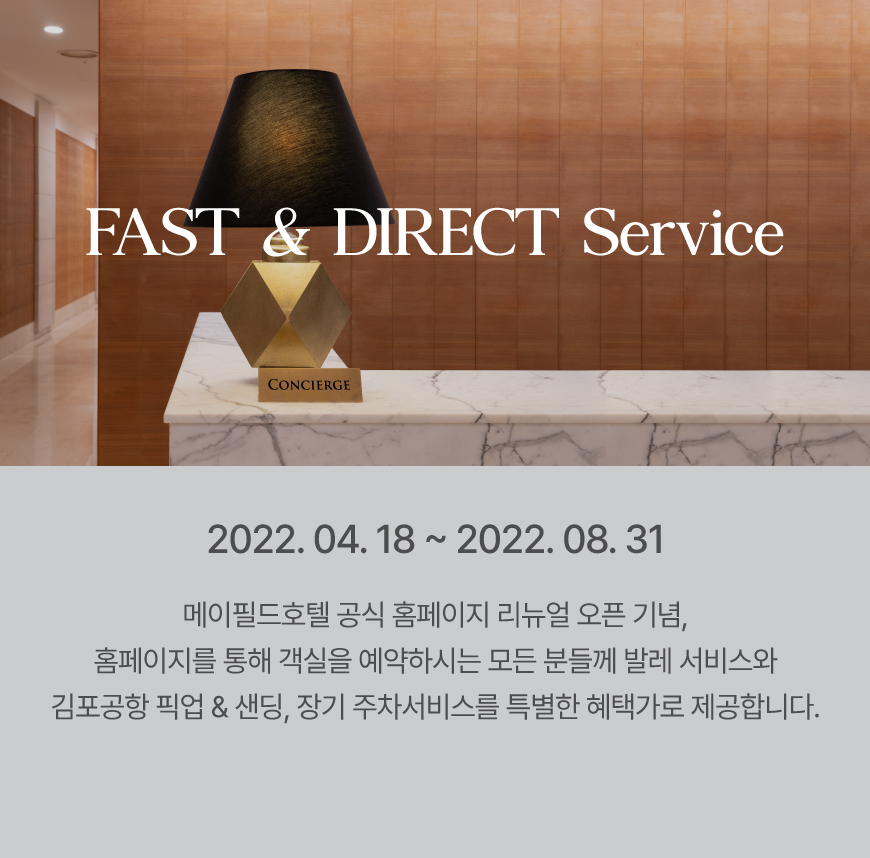 FAST & DIRECT Service
CONCIERGE
2022. 04. 18 ~ 2022. 08. 31
메이필드호텔 공식 홈페이지 리뉴얼 오픈 기념,
홈페이지를 통해 객실을 예약하시는 모든 분들께 발레 서비스와
김포공항 픽업 & 샌딩, 장기 주차서비스를 특별한 혜택가로 제공합니다.